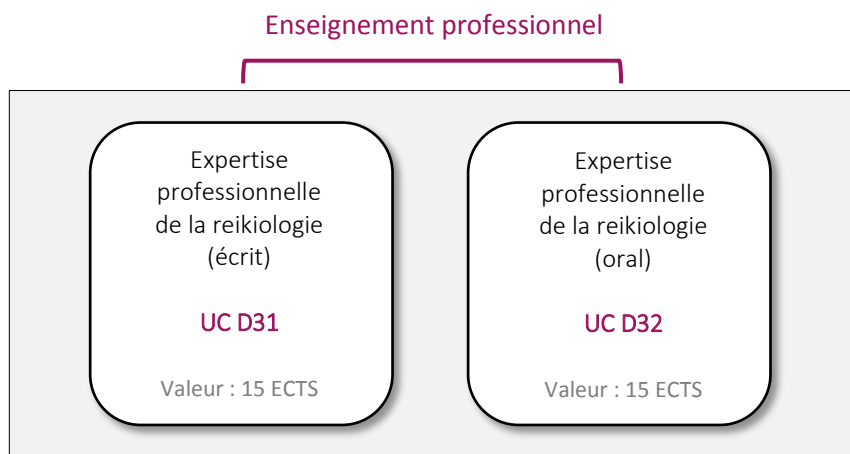 Enseignement professionnel
Expertise
professionnelle
de la reikiologie
(écrit)
UC D31
Valeur : 15 ECTS
Expertise
professionnelle
de la reikiologie
(oral)
UC D32
Valeur : 15 ECTS